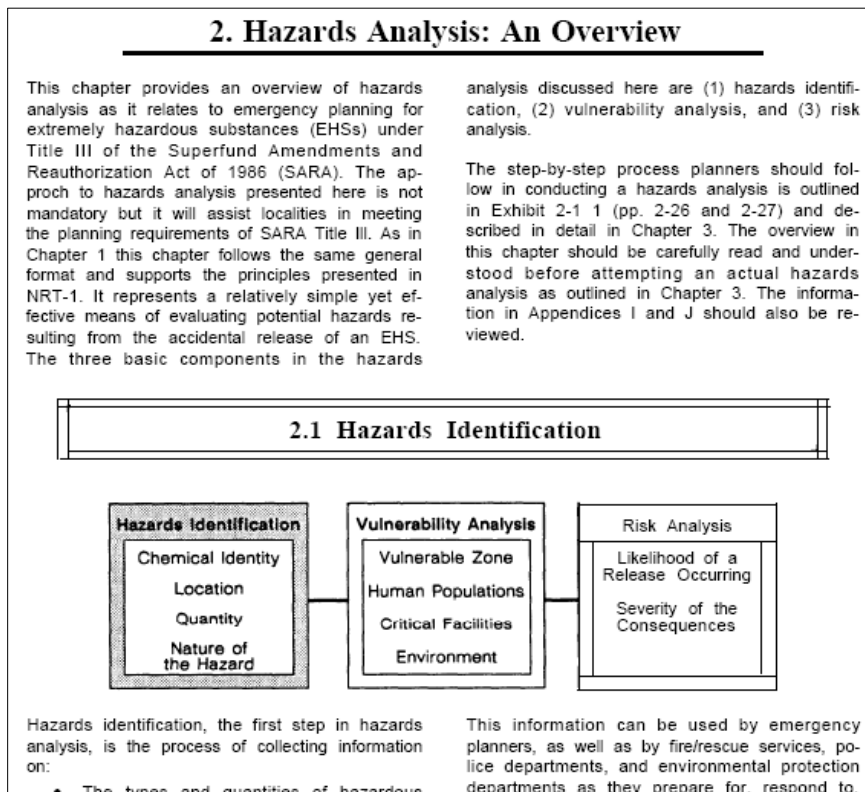 2. Hazards Analysis: An Overview
This chapter provides an overview of hazards
analysis as it relates to emergency planning for
extremely hazardous substances (EHSs) under
Title III of the Superfund Amendments and
Reauthorization Act of 1986 (SARA). The ap-
proch to hazards analysis presented here is not
mandatory but it will assist localities in meeting
the planning requirements of SARA Title III. As in
Chapter 1 this chapter follows the same general
format and supports the principles presented in
NRT-1. It represents a relatively simple yet ef-
fective means of evaluating potential hazards re-
sulting from the accidental release of an EHS.
The three basic components in the hazards
analysis discussed here are (1) hazards identifi-
cation, (2) vulnerability analysis, and (3) risk
analysis.
The step-by-step process planners should fol-
low in conducting a hazards analysis is outlined
in Exhibit 2-1 1 (pp. 2-26 and 2-27) and de-
scribed in detail in Chapter 3. The overview in
this chapter should be carefully read and under-
stood before attempting an actual hazards
analysis as outlined in Chapter 3. The informa-
tion in Appendices I and J should also be re-
viewed.
2.1 Hazards Identification
Hazards Identification
Chemical Identity
Location
Quantity
Nature of
the Hazard
Vulnerability Analysis
Vulnerable Zone
Human Populations
Critical Facilities
Environment
Risk Analysis
Likelihood of a
Release Occurring
Severity of the
Consequences
Hazards identification, the first step in hazards
analysis, is the process of collecting information
on:
• The types and quantities of hazardous
This information can be used by emergency
planners, as well as by fire/rescue services, po-
lice departments, and environmental protection
departments as they prepare for, respond to,